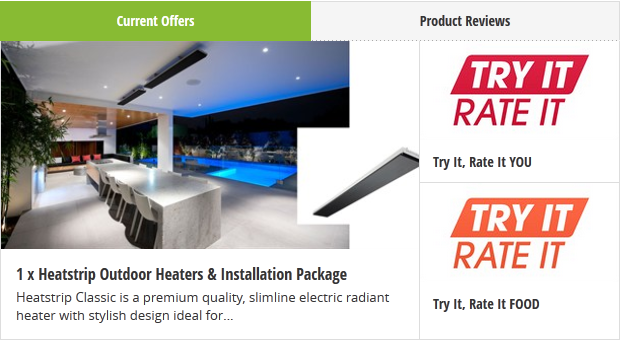 Current Offers
Product Reviews
1 x Heatstrip Outdoor Heaters & Installation Package
Heatstrip Classic is a premium quality, slimline electric radiant
heater with stylish design ideal for...
TRY IT
RATE IT
Try It, Rate It YOU
TRY IT
RATE IT
Try It, Rate It FOOD